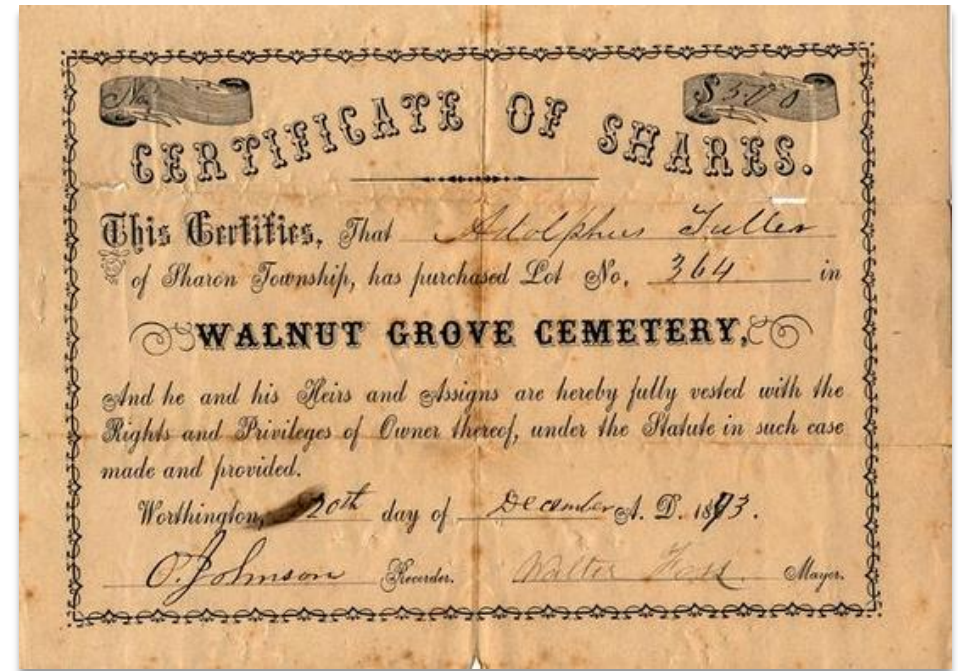 No.
$5.00
CERTIFICATE OF SHARES.
This Certifies, That Adolphus Fuller
of Sharon Township, has purchased Lot No. 364 in
WALNUT GROVE CEMETERY,
And he and his Heirs and Assigns are hereby fully vested with the
Rights and Privileges of Owner thereof, under the Statute in such case
made and provided.
Worthington, 20th day of December A. D. 1873.
O. Johnson Recorder. Walter Mayor.